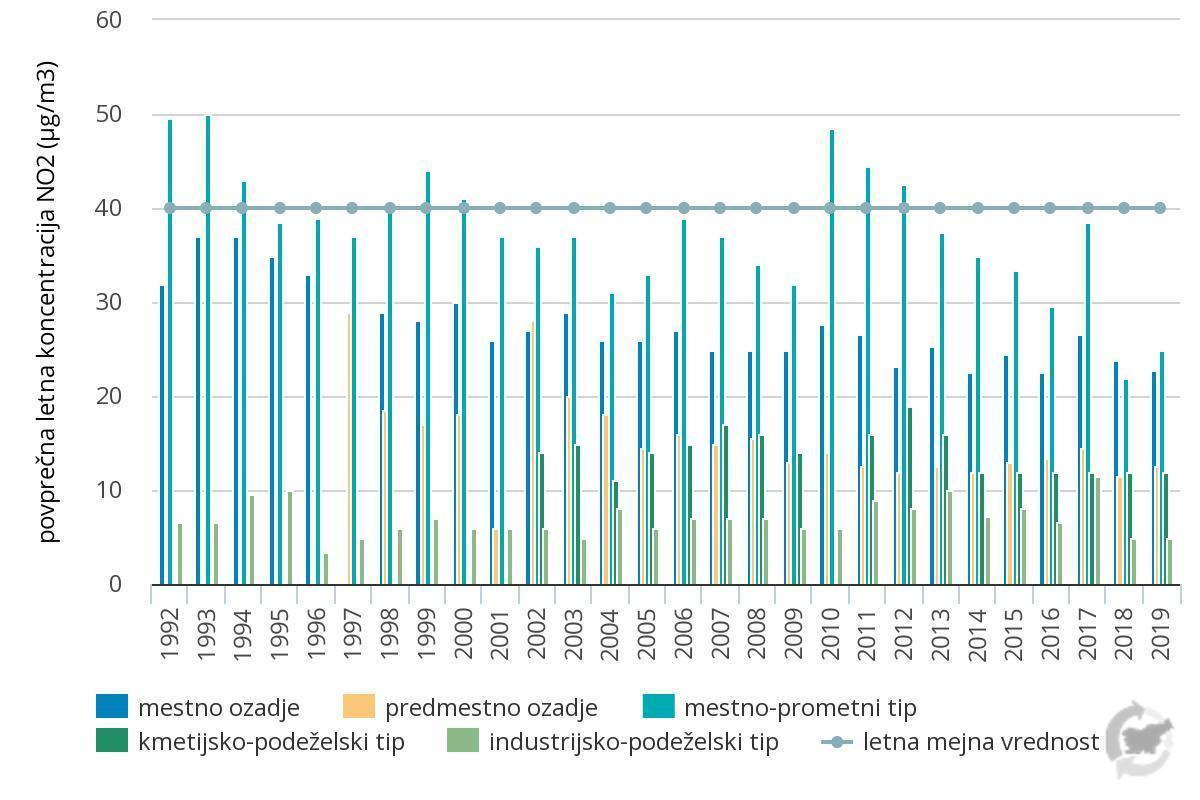 60
50
40
30
20
10
0
povprečna letna koncentracija NO2 (µg/m3)
1992 1993 1994 1995 1996 1997 1998 1999 2000 2001 2002 2003 2004 2005 2006 2007 2008 2009 2010 2011 2012 2013 2014 2015 2016 2017 2018 2019
mestno ozadje predmestno ozadje mestno-prometni tip
kmetijsko-podeželski tip industrijsko-podeželski tip letna mejna vrednost